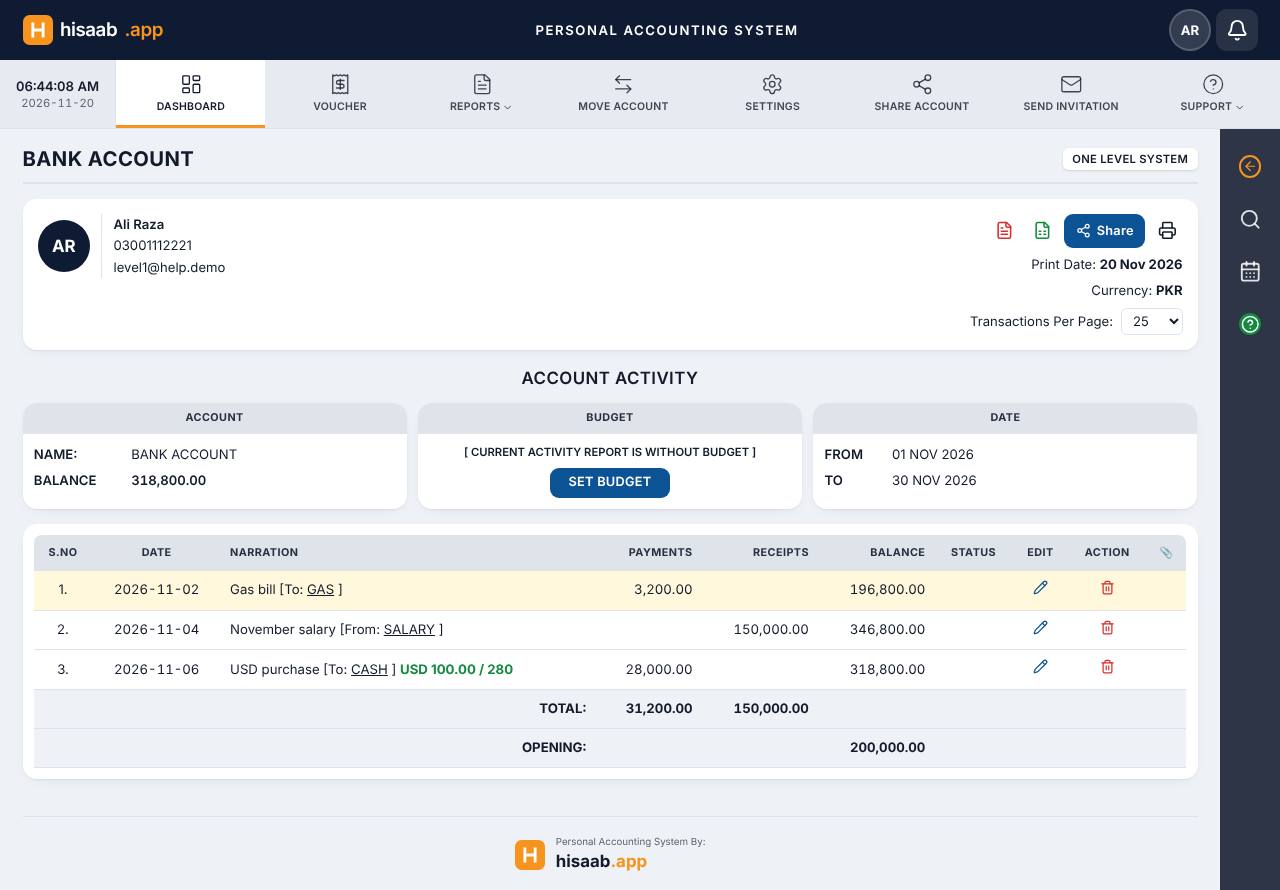 H hisaab .app
PERSONAL ACCOUNTING SYSTEM
AR
06:44:08 AM
2026-11-20
DASHBOARD
VOUCHER
REPORTS
MOVE ACCOUNT
SETTINGS
SHARE ACCOUNT
SEND INVITATION
SUPPORT
BANK ACCOUNT
ONE LEVEL SYSTEM
AR
Ali Raza
03001112221
level1@help.demo
Share
Print Date: 20 Nov 2026
Currency: PKR
Transactions Per Page: 25
ACCOUNT ACTIVITY
ACCOUNT
NAME: BANK ACCOUNT
BALANCE 318,800.00
BUDGET
[ CURRENT ACTIVITY REPORT IS WITHOUT BUDGET ]
SET BUDGET
DATE
FROM 01 NOV 2026
TO 30 NOV 2026
S.NO DATE NARRATION PAYMENTS RECEIPTS BALANCE STATUS EDIT ACTION
1. 2026-11-02 Gas bill [To: GAS ] 3,200.00 196,800.00
2. 2026-11-04 November salary [From: SALARY ] 150,000.00 346,800.00
3. 2026-11-06 USD purchase [To: CASH ] USD 100.00 / 280 28,000.00 318,800.00
TOTAL: 31,200.00 150,000.00
OPENING: 200,000.00
Personal Accounting System By:
H hisaab.app